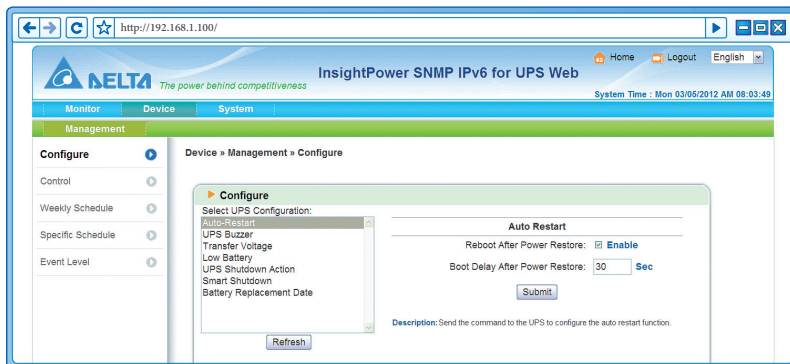 http://192.168.1.100/
DELTA The power behind competitiveness
InsightPower SNMP IPv6 for UPS Web
Home Logout English
System Time : Mon 03/05/2012 AM 08:03:49
Monitor Device System
Management
Configure
Control
Weekly Schedule
Specific Schedule
Event Level
Device » Management » Configure
Configure
Select UPS Configuration:
Auto-Restart
UPS Buzzer
Transfer Voltage
Low Battery
UPS Shutdown Action
Smart Shutdown
Battery Replacement Date
Refresh
Auto Restart
Reboot After Power Restore: Enable
Boot Delay After Power Restore: 30 Sec
Submit
Description: Send the command to the UPS to configure the auto restart function.